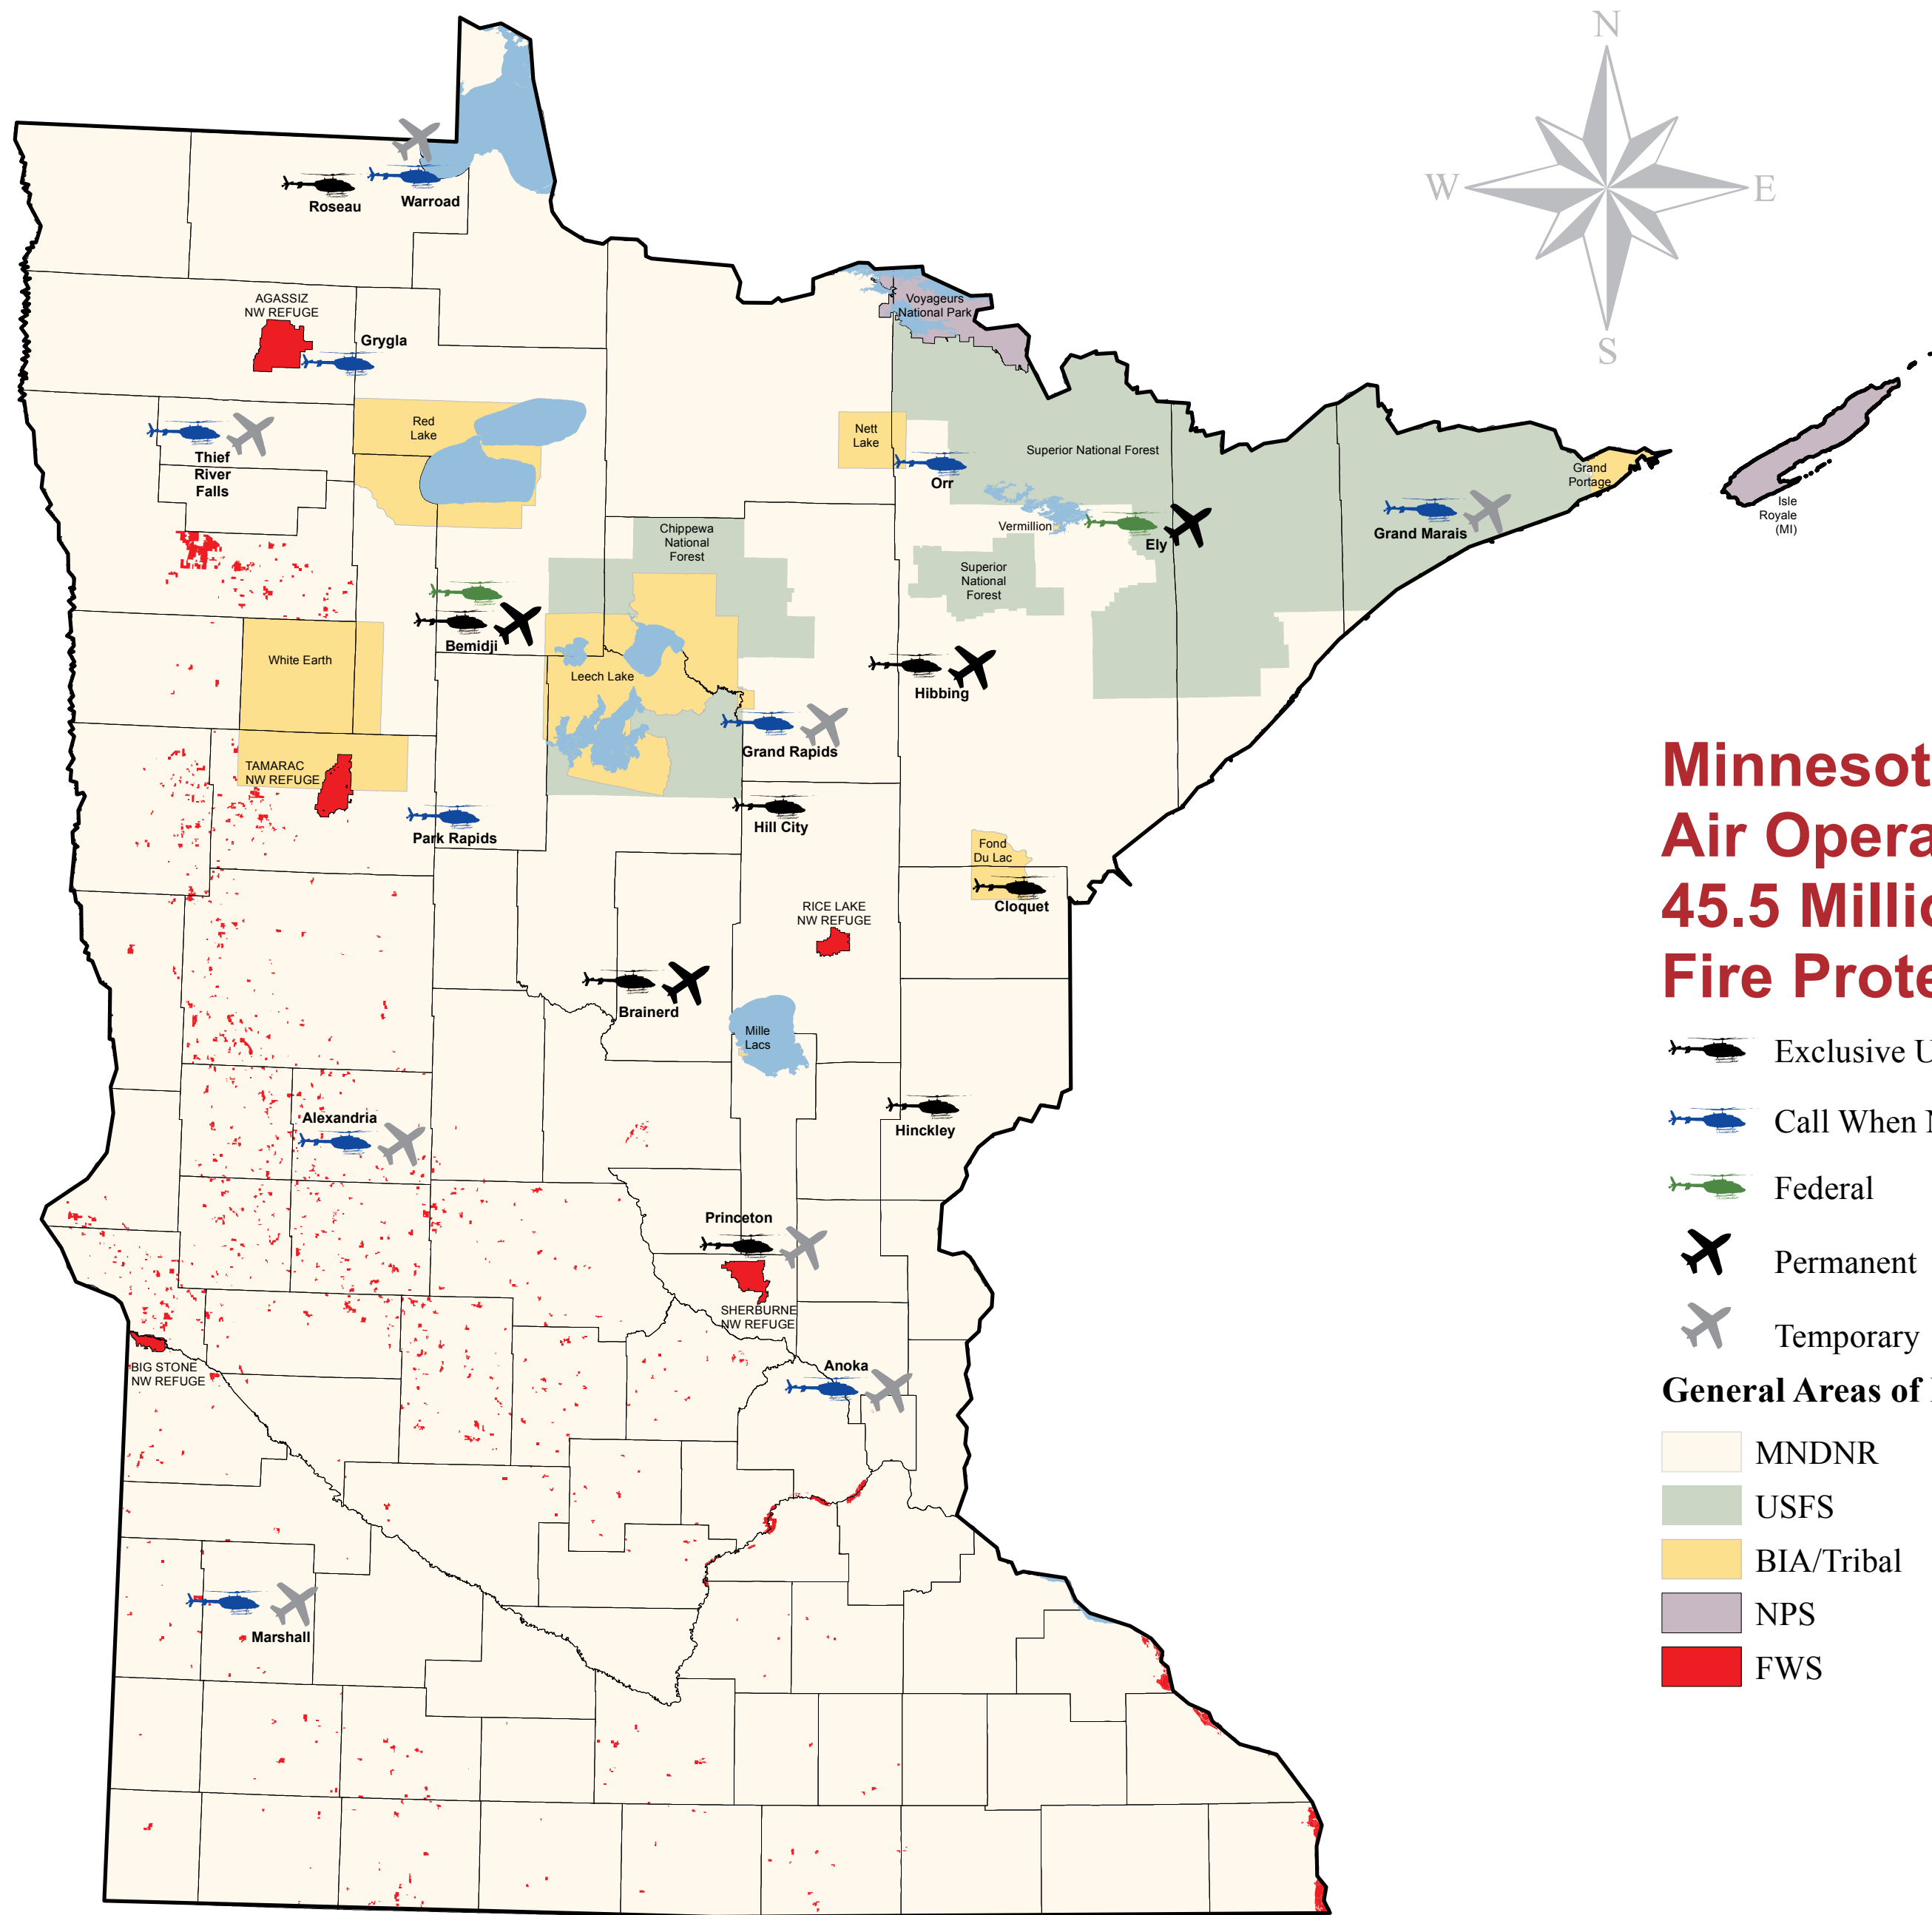 N
W
E
S
Roseau
Warroad
AGASSIZ
NW REFUGE
Grygla
Voyageurs
National Park
Thief
River
Falls
Red
Lake
Nett
Lake
Orr
Superior National Forest
Grand
Portage
Isle
Royale
(MI)
Grand Marais
Vermillion
Ely
Chippewa
National
Forest
Superior
National
Forest
Bemidji
White Earth
Leech Lake
Hibbing
Grand Rapids
TAMARAC
NW REFUGE
Park Rapids
Hill City
Fond
Du Lac
Cloquet
RICE LAKE
NW REFUGE
Brainerd
Mille
Lacs
Hinckley
Alexandria
Princeton
SHERBURNE
NW REFUGE
BIG STONE
NW REFUGE
Anoka
Marshall
Minnesot
Air Opera
45.5 Millio
Fire Prote
Exclusive U
Call When
Federal
Permanent
Temporary
General Areas of
MNDNR
USFS
BIA/Tribal
NPS
FWS